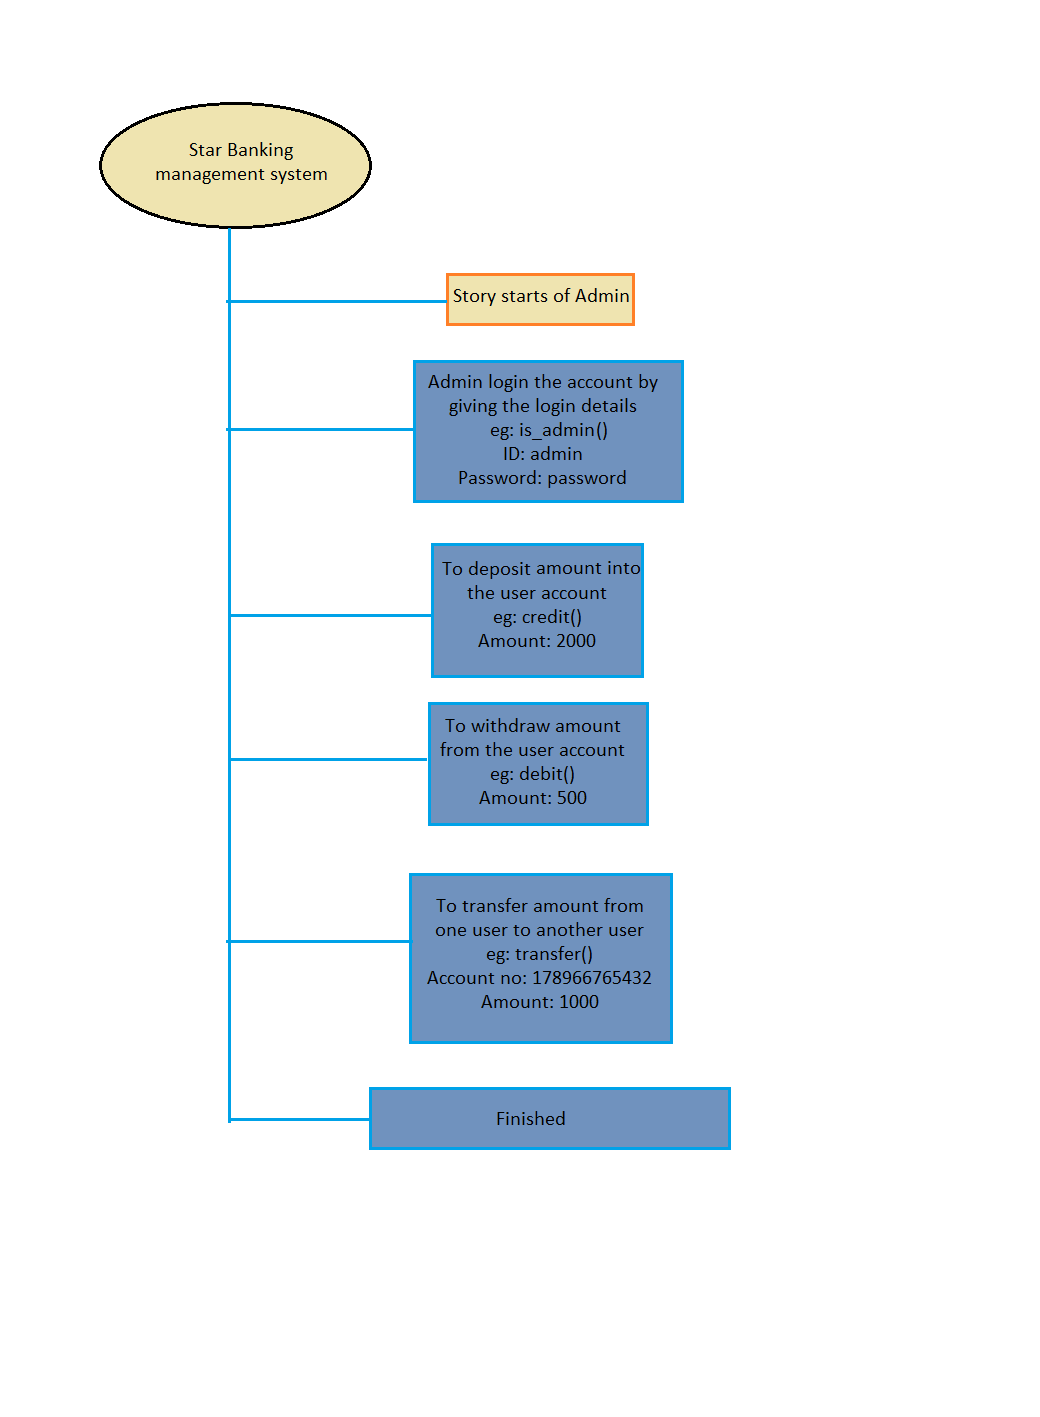 Star Banking
management system
Story starts of Admin
Admin login the account by
giving the login details
eg: is_admin()
ID: admin
Password: password
To deposit amount into
the user account
eg: credit()
Amount: 2000
To withdraw amount
from the user account
eg: debit()
Amount: 500
To transfer amount from
one user to another user
eg: transfer()
Account no: 178966765432
Amount: 1000
Finished